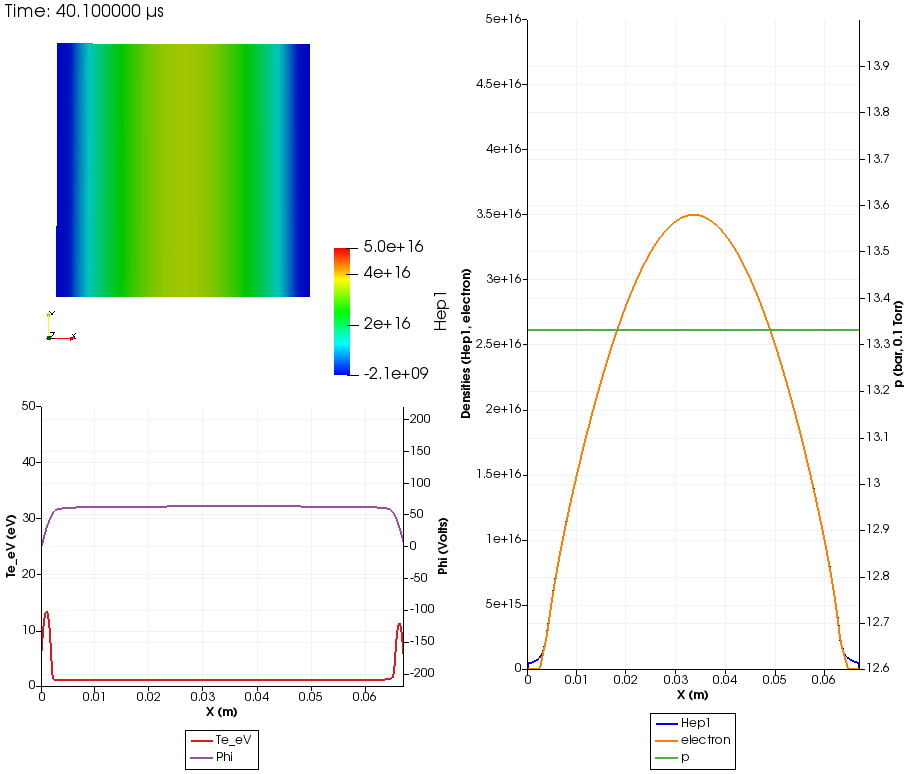 Time: 40.100000 µs
5.0e+16
4e+16
2e+16
-2.1e+09
Hep1
Y
Z
X
50
40
30
20
10
0
Te_eV (eV)
200
150
100
50
0
-50
-100
-150
-200
Phi (Volts)
0
0.01
0.02
0.03
0.04
0.05
0.06
X (m)
Te_eV
Phi
5e+16
4.5e+16
4e+16
3.5e+16
3e+16
2.5e+16
2e+16
1.5e+16
1e+16
5e+15
0
Densities (Hep1, electron)
13.9
13.8
13.7
13.6
13.5
13.4
13.3
13.2
13.1
13
12.9
12.8
12.7
12.6
p (bar, 0.1 Torr)
0
0.01
0.02
0.03
0.04
0.05
0.06
X (m)
Hep1
electron
p